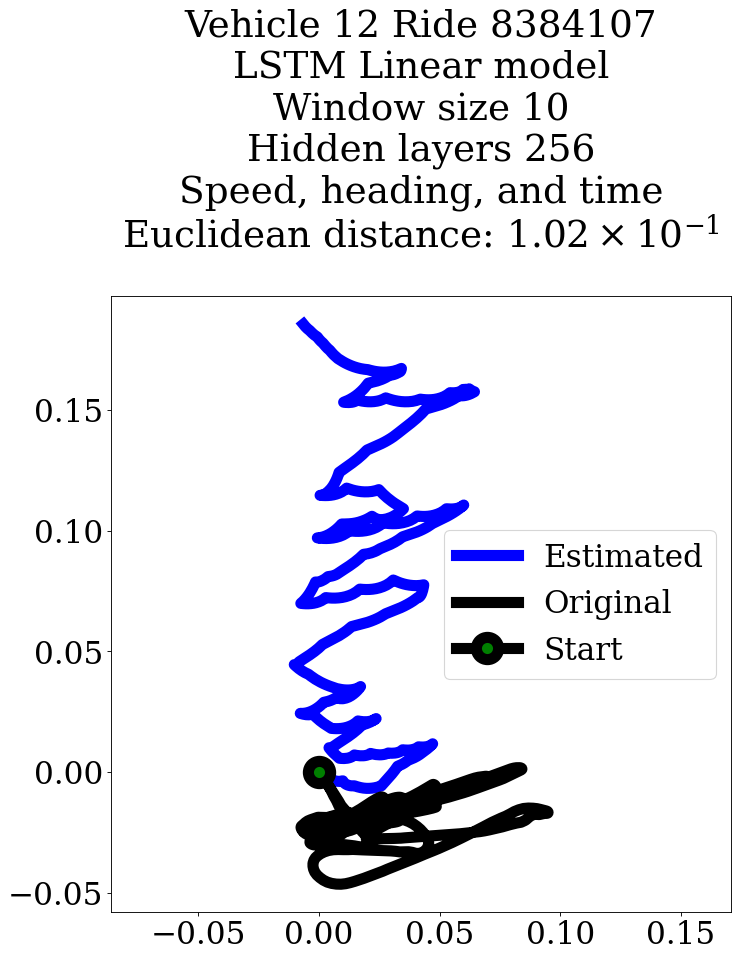 Vehicle 12 Ride 8384107
LSTM Linear model
Window size 10
Hidden layers 256
Speed, heading, and time
Euclidean distance: 1.02 × 10⁻¹
0.15
0.10
0.05
0.00
−0.05
Estimated
Original
Start
−0.05 0.00 0.05 0.10 0.15